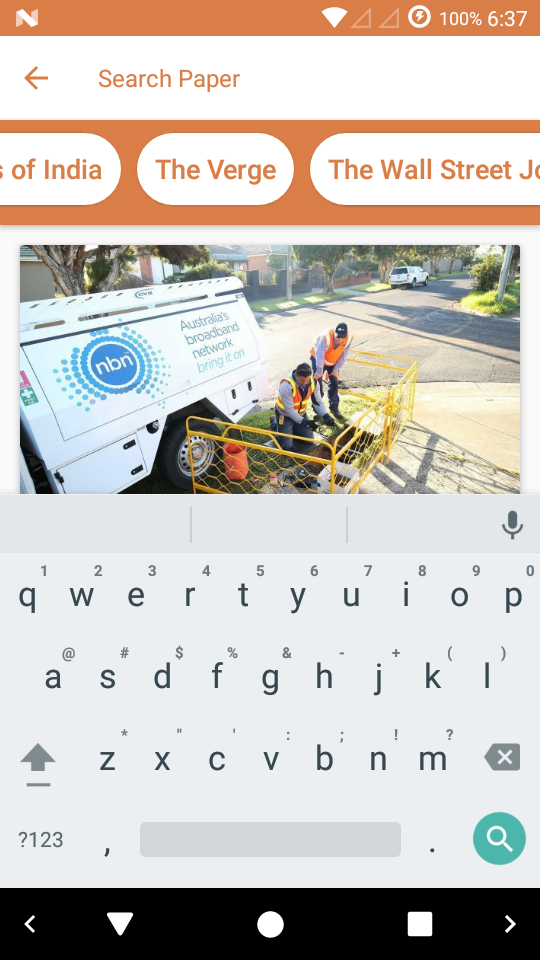 100% 6:37
Search Paper
s of India
The Verge
The Wall Street Jo
nbn
Australia's
broadband
network
bring it on
1 2 3 4 5 6 7 8 9 0
q w e r t y u i o p
@ # $ % & - + ( )
a s d f g h j k l
* " ' : ; ! ?
z x c v b n m
?123 , .